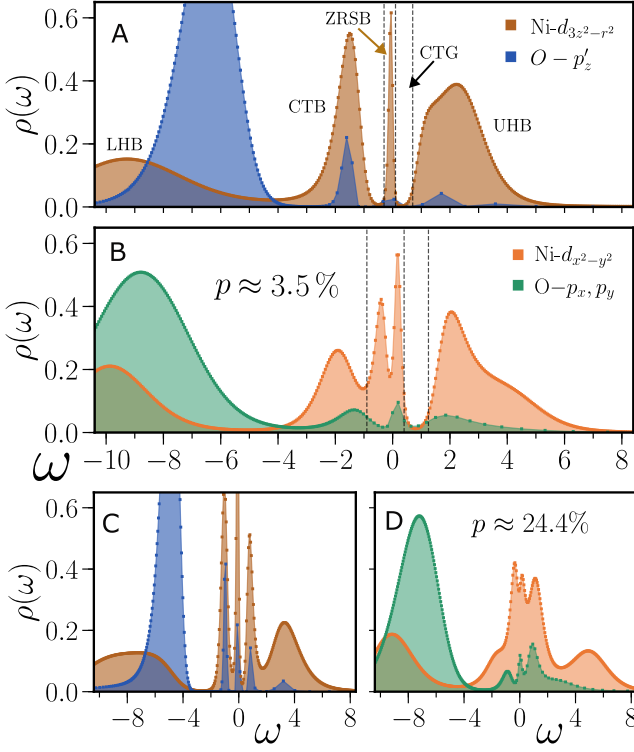 A
ZRSB
CTG
Ni-d₃z²−r²
O − p′z
LHB
CTB
UHB
ρ(ω)
0.6
0.4
0.2
0.0
B
p ≈ 3.5 %
Ni-dx²−y²
O−px, py
ρ(ω)
0.6
0.4
0.2
0.0
ω
−10 −8 −6 −4 −2 0 2 4 6 8
C
ρ(ω)
0.6
0.4
0.2
0.0
−8 −4 0 4 8
ω
D
p ≈ 24.4%
−8 −4 0 4 8
ω